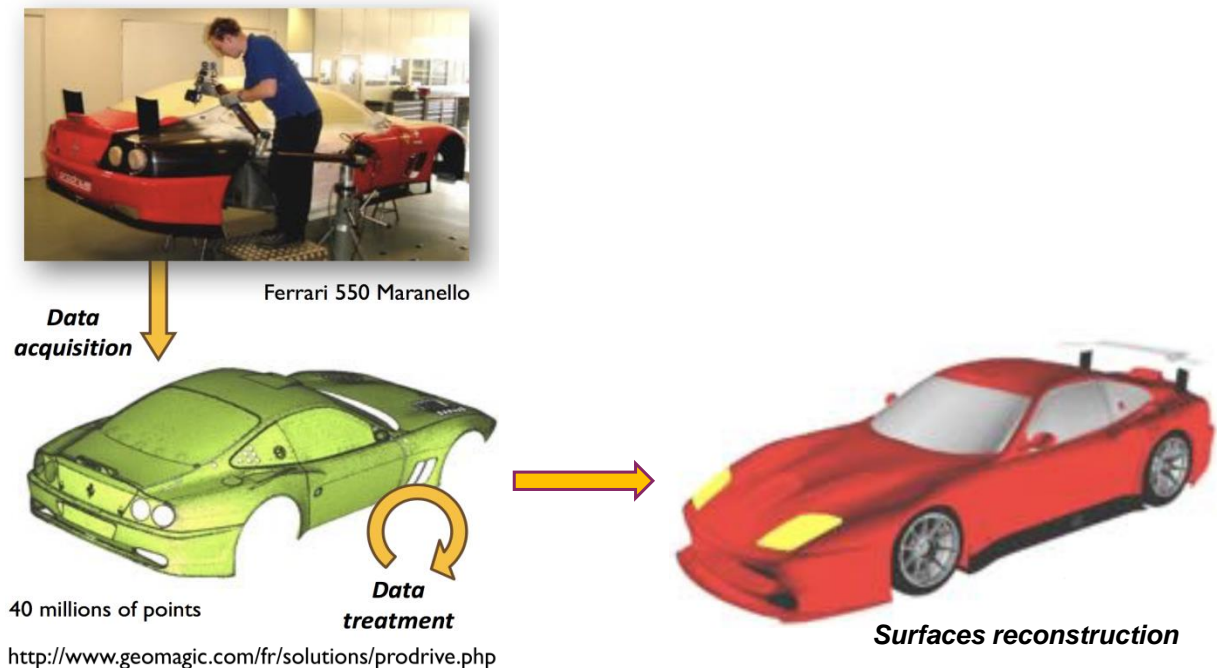 Ferrari 550 Maranello
Data
acquisition
40 millions of points
Data
treatment
http://www.geomagic.com/fr/solutions/prodrive.php
Surfaces reconstruction